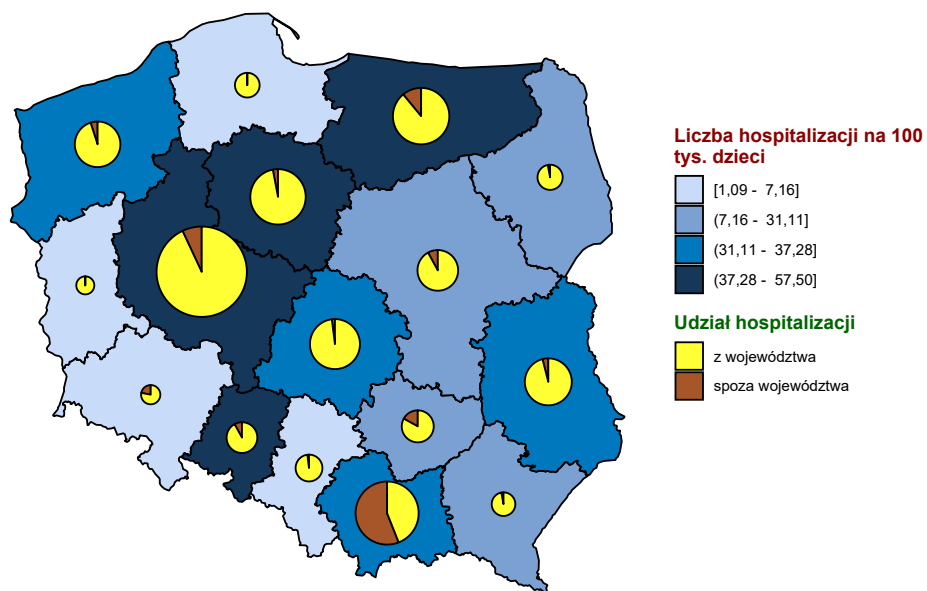 Liczba hospitalizacji na 100
tys. dzieci
[1,09 - 7,16]
(7,16 - 31,11]
(31,11 - 37,28]
(37,28 - 57,50]
Udział hospitalizacji
z województwa
spoza województwa